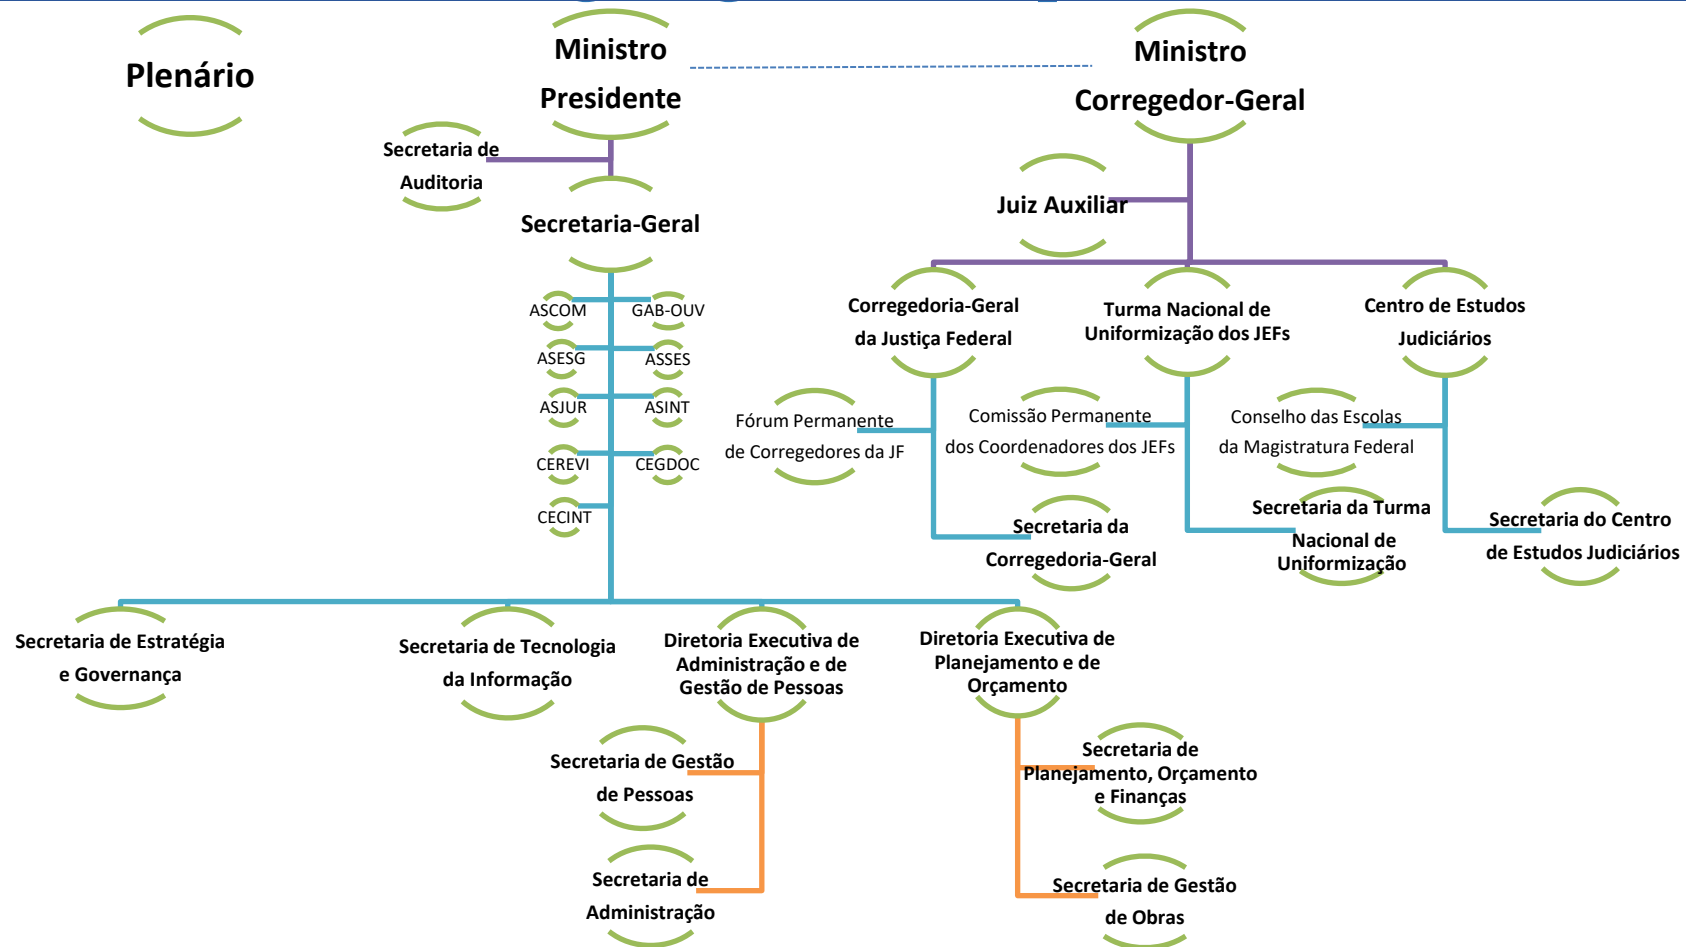 Plenário
Ministro
Presidente
Ministro
Corregedor-Geral
Secretaria de
Auditoria
Juiz Auxiliar
Secretaria-Geral
ASCOM
GAB-OUV
ASESG
ASSES
ASJUR
ASINT
CEREVI
CEGDOC
CECINT
Corregedoria-Geral
da Justiça Federal
Turma Nacional de
Uniformização dos JEFs
Centro de Estudos
Judiciários
Fórum Permanente
de Corregedores da JF
Comissão Permanente
dos Coordenadores dos JEFs
Conselho das Escolas
da Magistratura Federal
Secretaria da
Corregedoria-Geral
Secretaria da Turma
Nacional de
Uniformização
Secretaria do Centro
de Estudos Judiciários
Secretaria de Estratégia
e Governança
Secretaria de Tecnologia
da Informação
Diretoria Executiva de
Administração e de
Gestão de Pessoas
Diretoria Executiva de
Planejamento e de
Orçamento
Secretaria de Gestão
de Pessoas
Secretaria de
Planejamento, Orçamento
e Finanças
Secretaria de
Administração
Secretaria de Gestão
de Obras